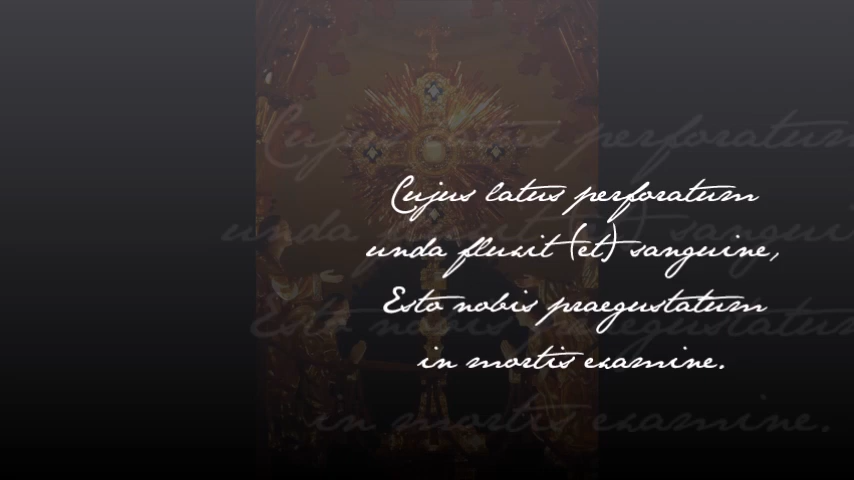 Cujus latus perforatum
unda fluxit (et) sanguine,
Esto nobis praegustatum
in mortis examine.